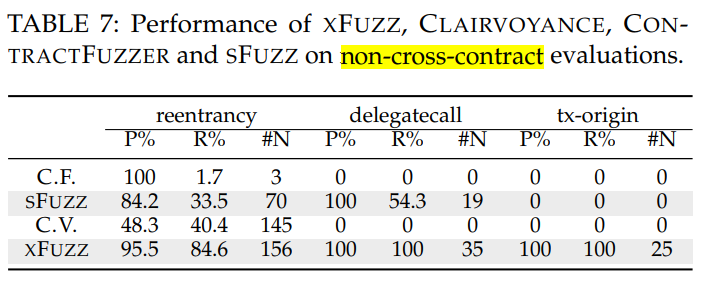 TABLE 7: Performance of XFUZZ, CLAIRVOYANCE, CON-
TRACTFUZZER and SFUZZ on non-cross-contract evaluations.
reentrancy delegatecall tx-origin
P% R% #N P% R% #N P% R% #N
C.F. 100 1.7 3 0 0 0 0 0 0
SFUZZ 84.2 33.5 70 100 54.3 19 0 0 0
C.V. 48.3 40.4 145 0 0 0 0 0 0
XFUZZ 95.5 84.6 156 100 100 35 100 100 25